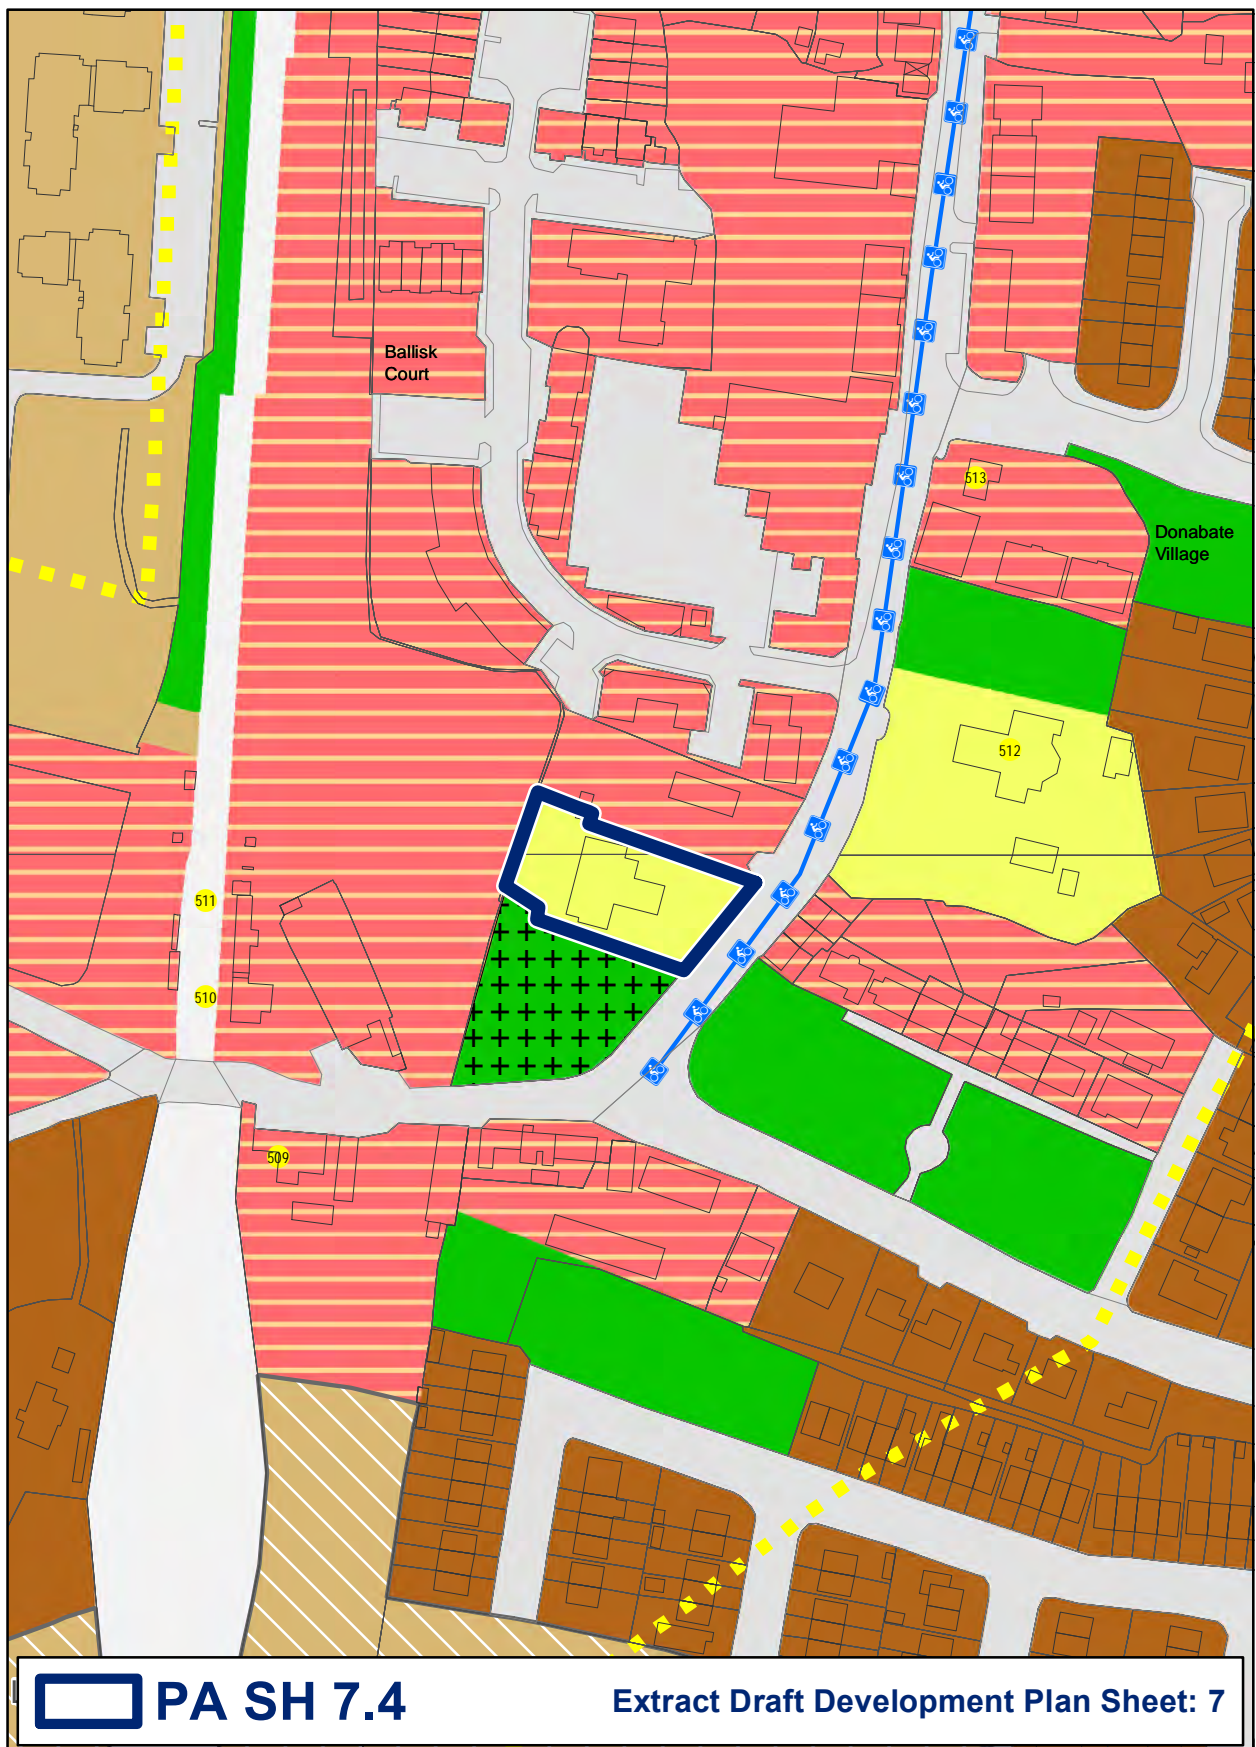 Ballisk
Court
513
Donabate
Village
512
511
510
509
PA SH 7.4
Extract Draft Development Plan Sheet: 7